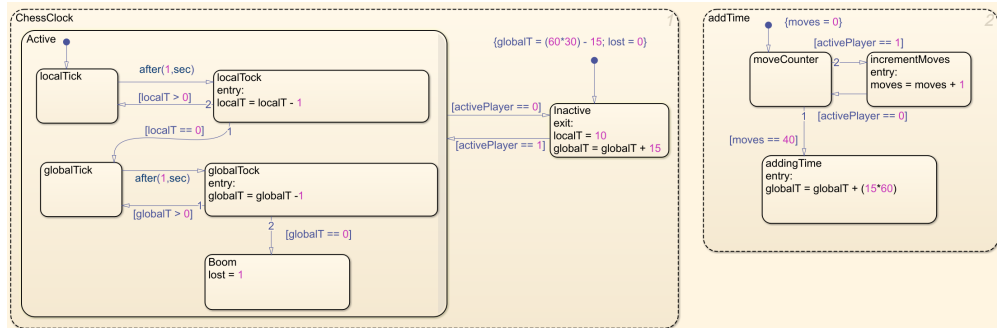 ChessClock
1
Active
localTick
after(1,sec)
localTock
entry:
localT = localT - 1
[localT > 0]
2
[localT == 0]
1
globalTick
after(1,sec)
globalTock
entry:
globalT = globalT -1
[globalT > 0]
1
2
[globalT == 0]
Boom
lost = 1
{globalT = (60*30) - 15; lost = 0}
[activePlayer == 0]
[activePlayer == 1]
Inactive
exit:
localT = 10
globalT = globalT + 15
addTime
2
{moves = 0}
[activePlayer == 1]
moveCounter
2
incrementMoves
entry:
moves = moves + 1
[activePlayer == 0]
1
[moves == 40]
addingTime
entry:
globalT = globalT + (15*60)